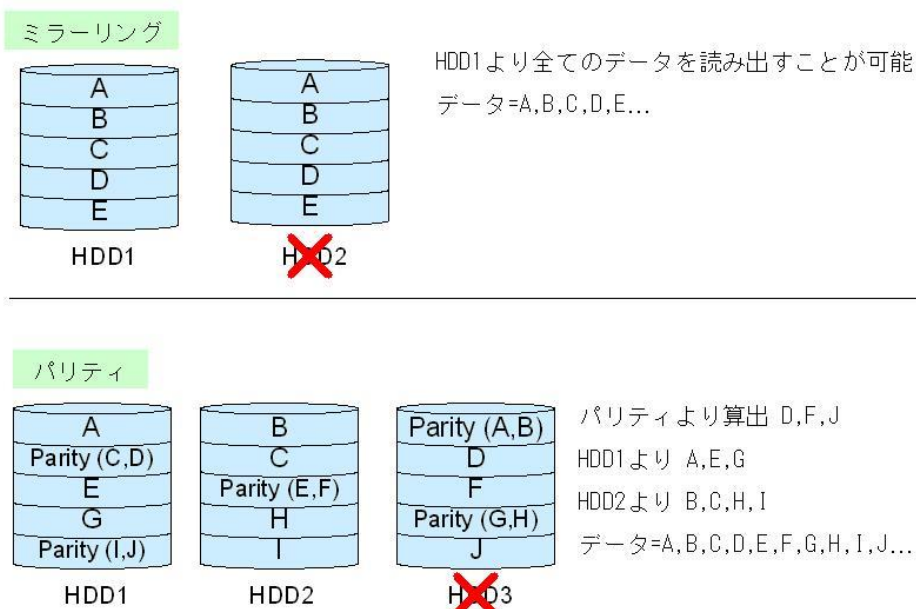 ミラーリング
A
B
C
D
E
HDD1
A
B
C
D
E
HDD2
HDD1より全てのデータを読み出すことが可能
データ=A,B,C,D,E...
パリティ
A
Parity (C,D)
E
G
Parity (I,J)
HDD1
B
C
Parity (E,F)
H
I
HDD2
Parity (A,B)
D
F
Parity (G,H)
J
HDD3
パリティより算出 D,F,J
HDD1より A,E,G
HDD2より B,C,H,I
データ=A,B,C,D,E,F,G,H,I,J...